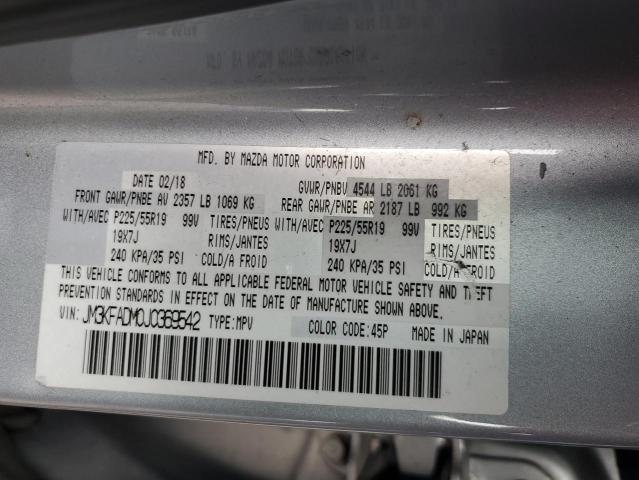 MFD. BY MAZDA MOTOR CORPORATION
DATE 02/18 GVWR/PNBV 4544 LB 2061 KG
FRONT GAWR/PNBE AV 2357 LB 1069 KG REAR GAWR/PNBE AR 2187 LB 992 KG
WITH/AVEC P225/55R19 99V TIRES/PNEUS WITH/AVEC P225/55R19 99V TIRES/PNEUS
19X7J RIMS/JANTES 19X7J RIMS/JANTES
240 KPA/35 PSI COLD/A FROID 240 KPA/35 PSI COLD/A FROID
THIS VEHICLE CONFORMS TO ALL APPLICABLE FEDERAL MOTOR VEHICLE SAFETY AND THEFT
PREVENTION STANDARDS IN EFFECT ON THE DATE OF MANUFACTURE SHOWN ABOVE.
VIN: JM3KFADM0J0369542 TYPE:MPV COLOR CODE:45P MADE IN JAPAN